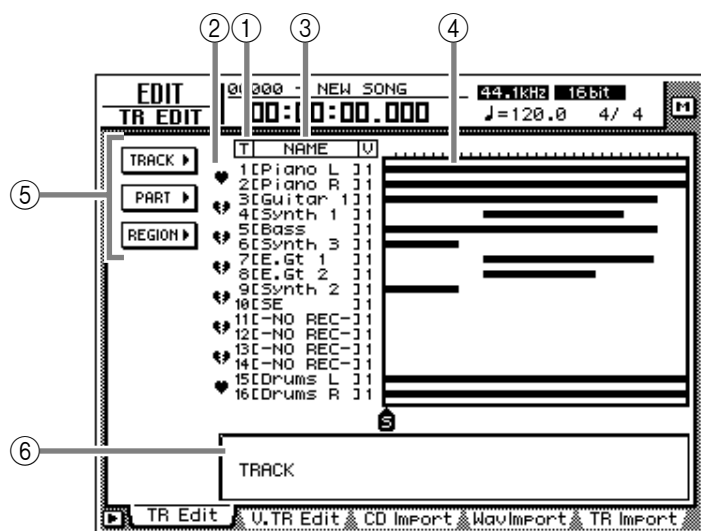 ② ① ③ ④
EDIT
TR EDIT
00000 - NEW SONG
00:00:00.000
44.1kHz 16bit
♩=120.0 4/ 4
M
T NAME V
TRACK
PART
REGION
⑤
1[Piano L ]1
2[Piano R ]1
3[Guitar 1]1
4[Synth 1 ]1
5[Bass ]1
6[Synth 3 ]1
7[E.Gt 1 ]1
8[E.Gt 2 ]1
9[Synth 2 ]1
10[SE ]1
11[-NO REC-]1
12[-NO REC-]1
13[-NO REC-]1
14[-NO REC-]1
15[Drums L ]1
16[Drums R ]1
S
⑥
TRACK
TR Edit V.TR Edit CD Import WavImport TR Import